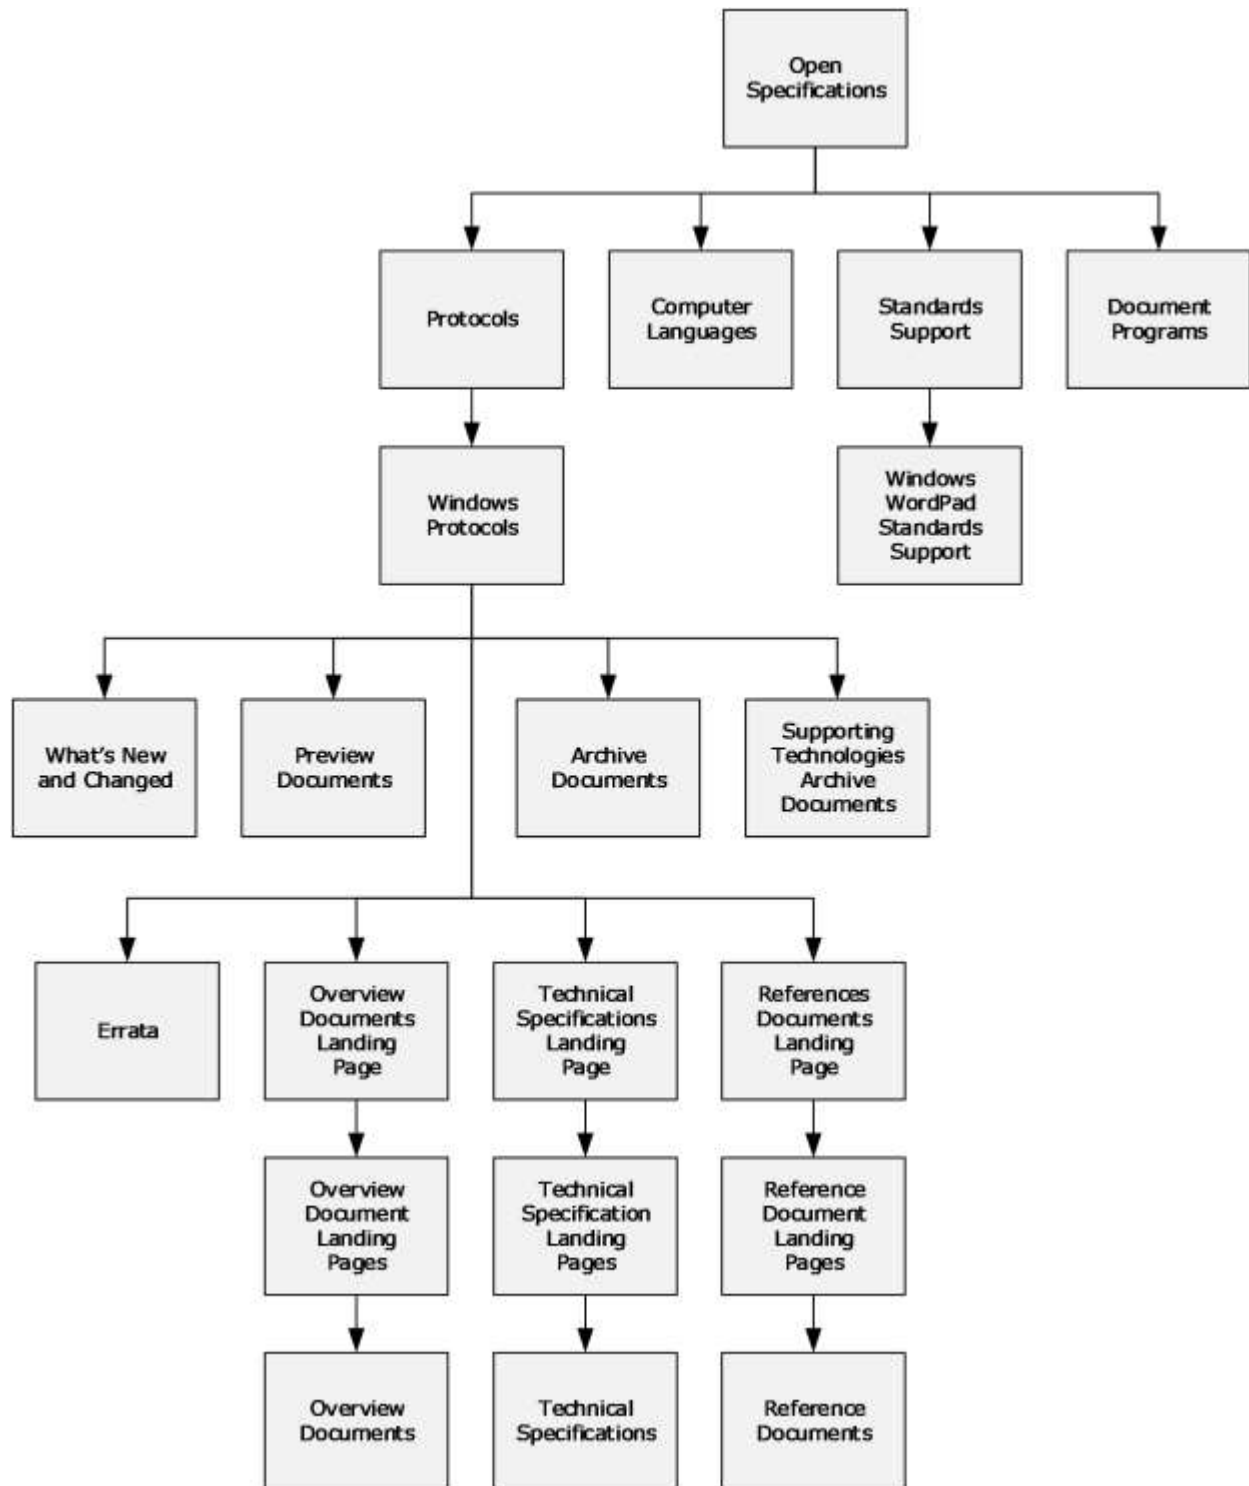 Open
Specifications
Protocols
Computer
Languages
Standards
Support
Document
Programs
Windows
Protocols
Windows
WordPad
Standards
Support
What's New
and Changed
Preview
Documents
Archive
Documents
Supporting
Technologies
Archive
Documents
Errata
Overview
Documents
Landing
Page
Technical
Specifications
Landing
Page
References
Documents
Landing
Page
Overview
Document
Landing
Pages
Technical
Specification
Landing
Pages
Reference
Document
Landing
Pages
Overview
Documents
Technical
Specifications
Reference
Documents